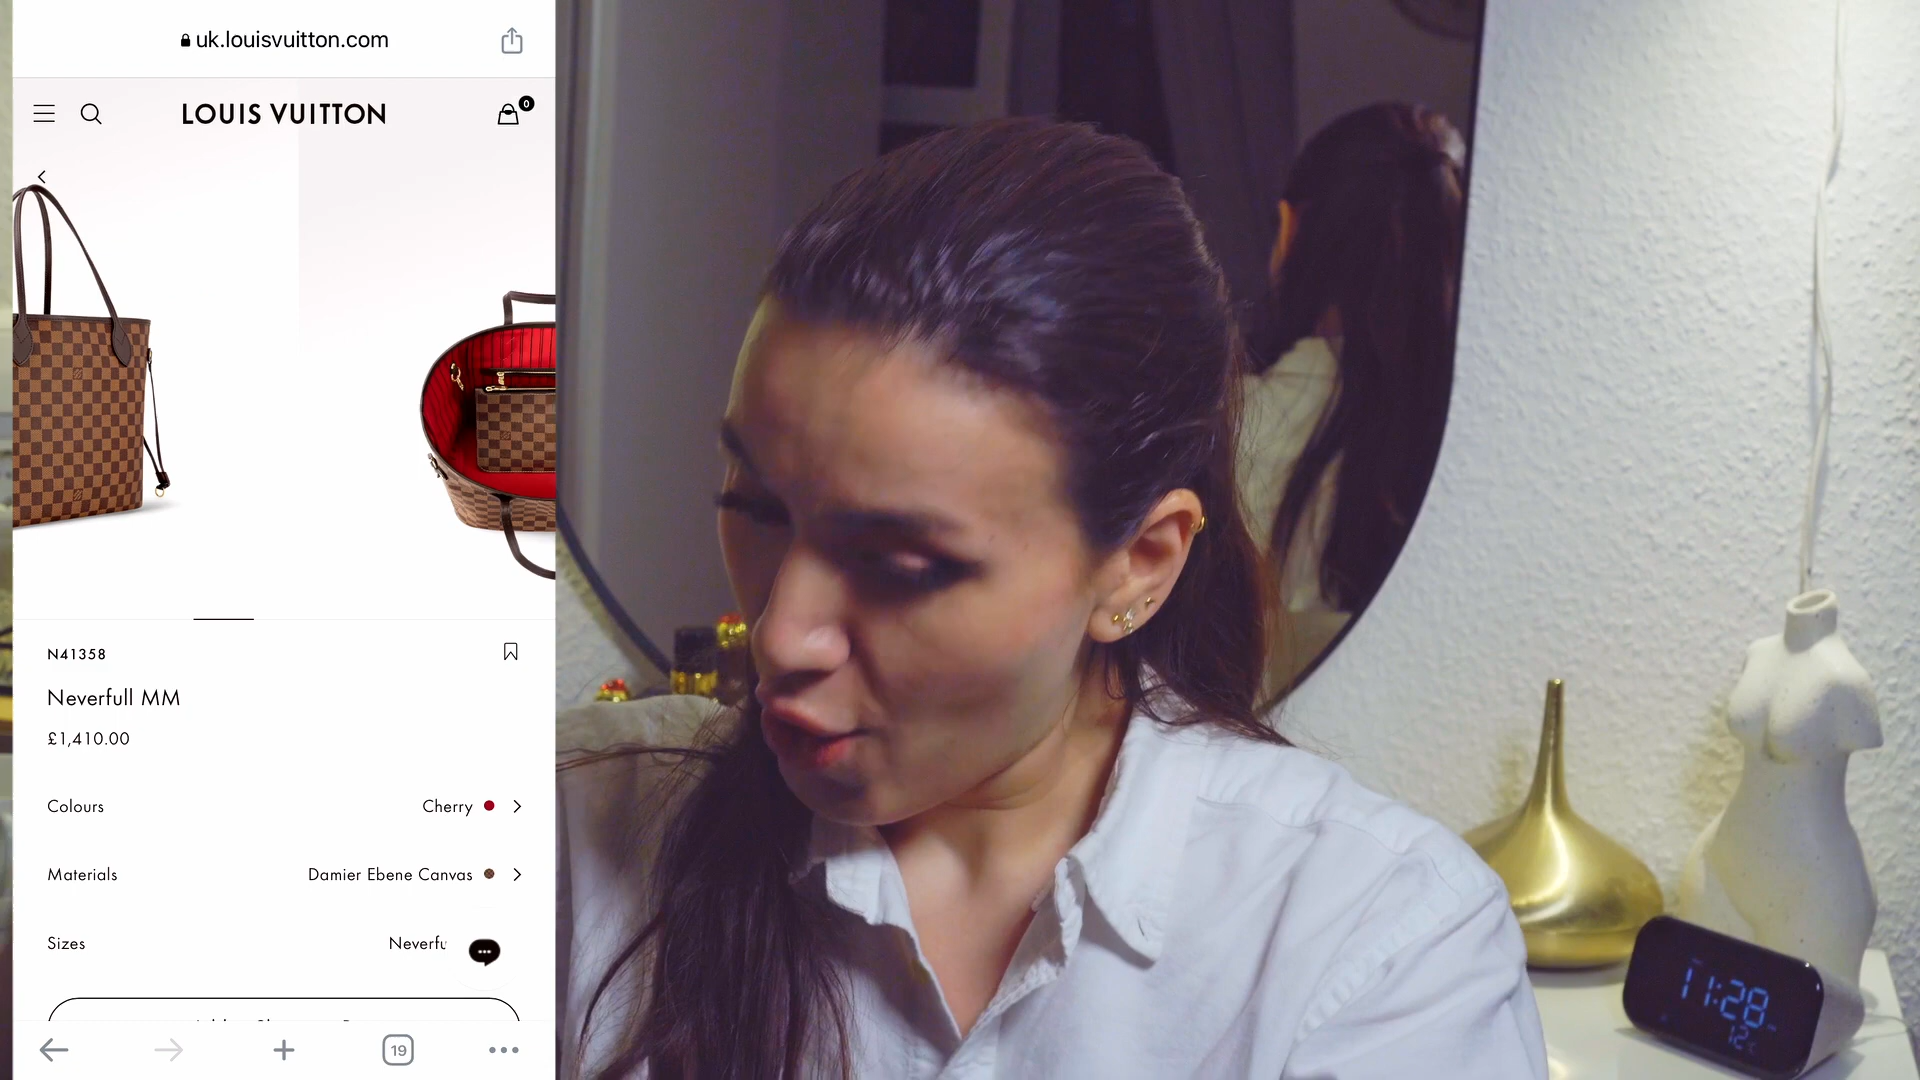 uk.louisvuitton.com
LOUIS VUITTON
0
N41358
Neverfull MM
£1,410.00
Colours Cherry
Materials Damier Ebene Canvas
Sizes Neverfu
19
11:28
12°